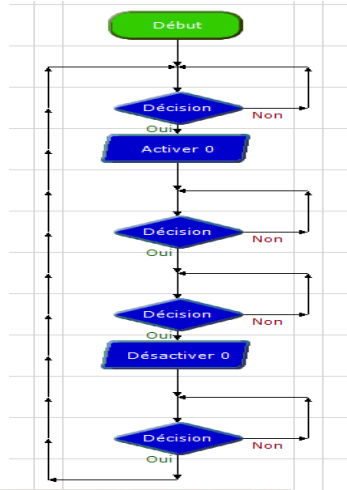 Début
Décision
Non
Oui
Activer 0
Décision
Non
Oui
Décision
Non
Oui
Désactiver 0
Décision
Non
Oui